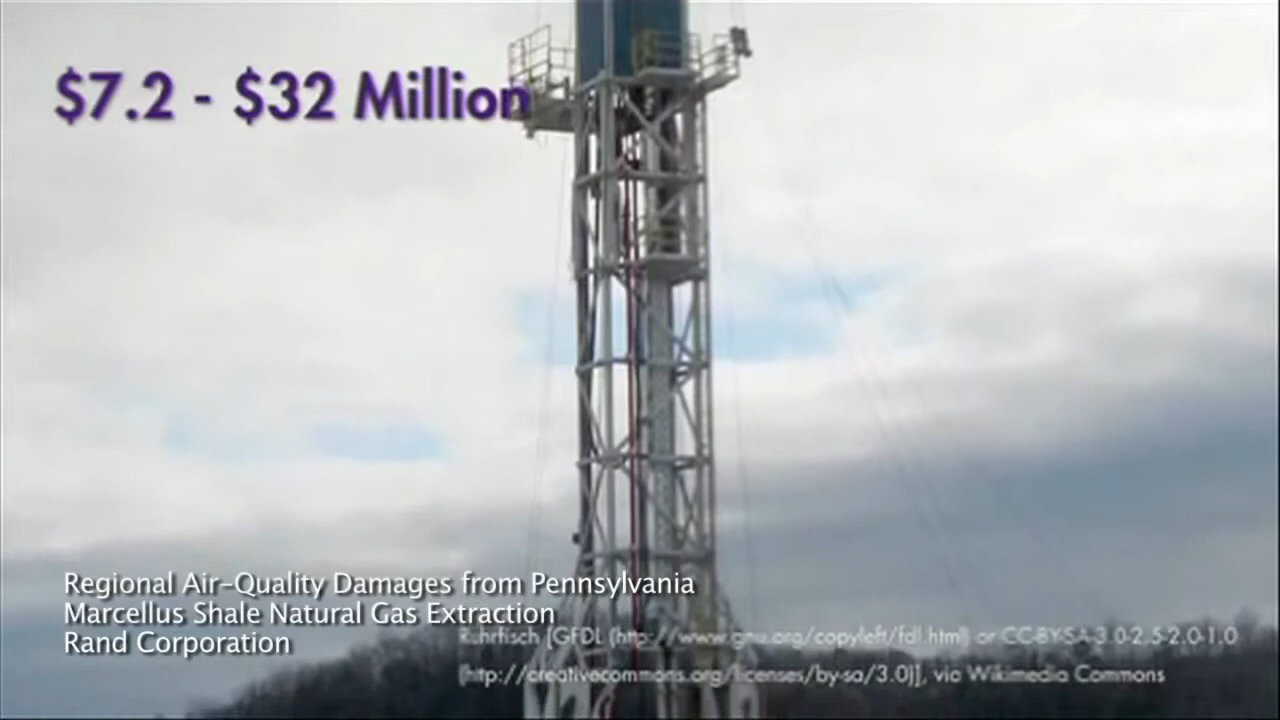 $7.2 - $32 Million
Regional Air-Quality Damages from Pennsylvania
Marcellus Shale Natural Gas Extraction
Rand Corporation
Ruhrfisch [GFDL (http://www.gnu.org/copyleft/fdl.html) or CC-BY-SA-3.0-2.5-2.0-1.0
(http://creativecommons.org/licenses/by-sa/3.0)], via Wikimedia Commons